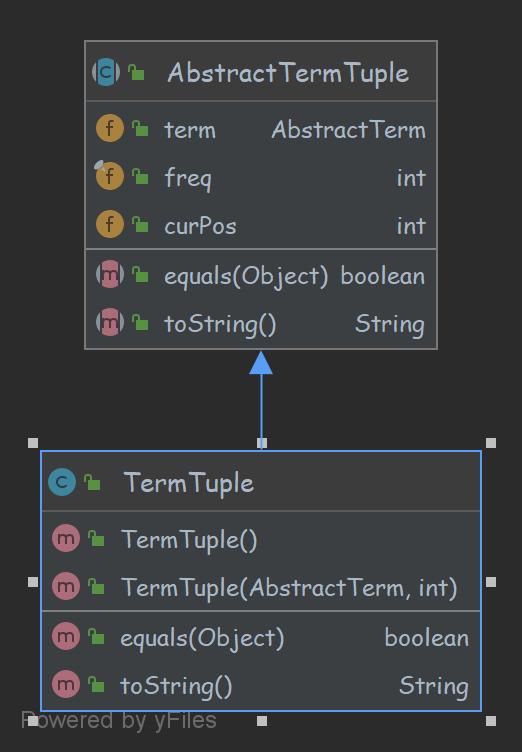 AbstractTermTuple
term AbstractTerm
freq int
curPos int
equals(Object) boolean
toString() String
TermTuple
TermTuple()
TermTuple(AbstractTerm, int)
equals(Object) boolean
toString() String
Powered by yFiles